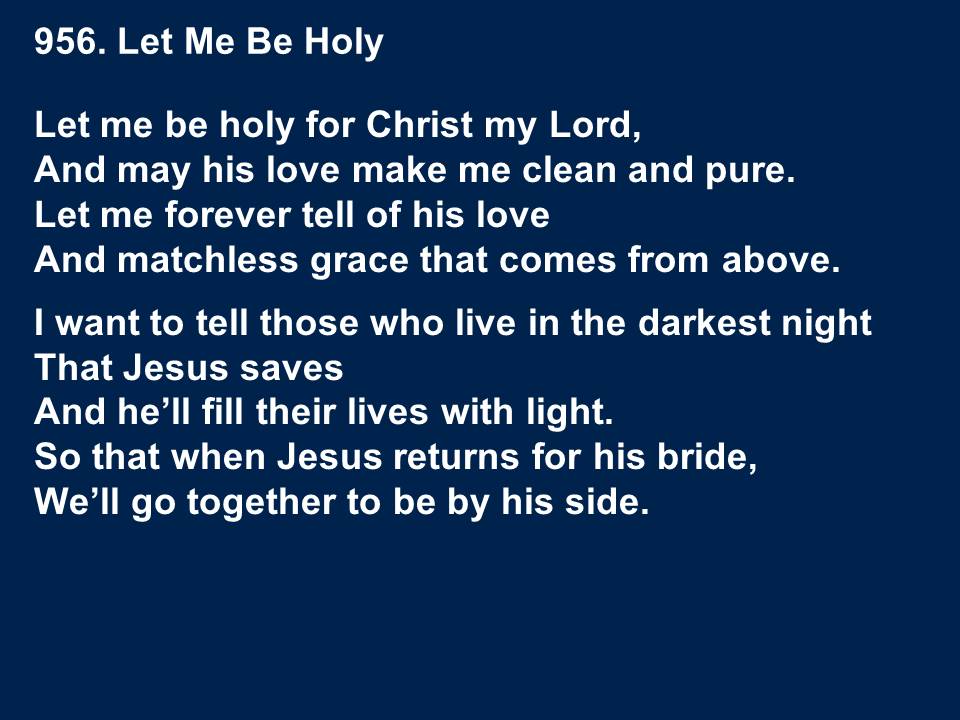 956. Let Me Be Holy
Let me be holy for Christ my Lord,
And may his love make me clean and pure.
Let me forever tell of his love
And matchless grace that comes from above.
I want to tell those who live in the darkest night
That Jesus saves
And he’ll fill their lives with light.
So that when Jesus returns for his bride,
We’ll go together to be by his side.